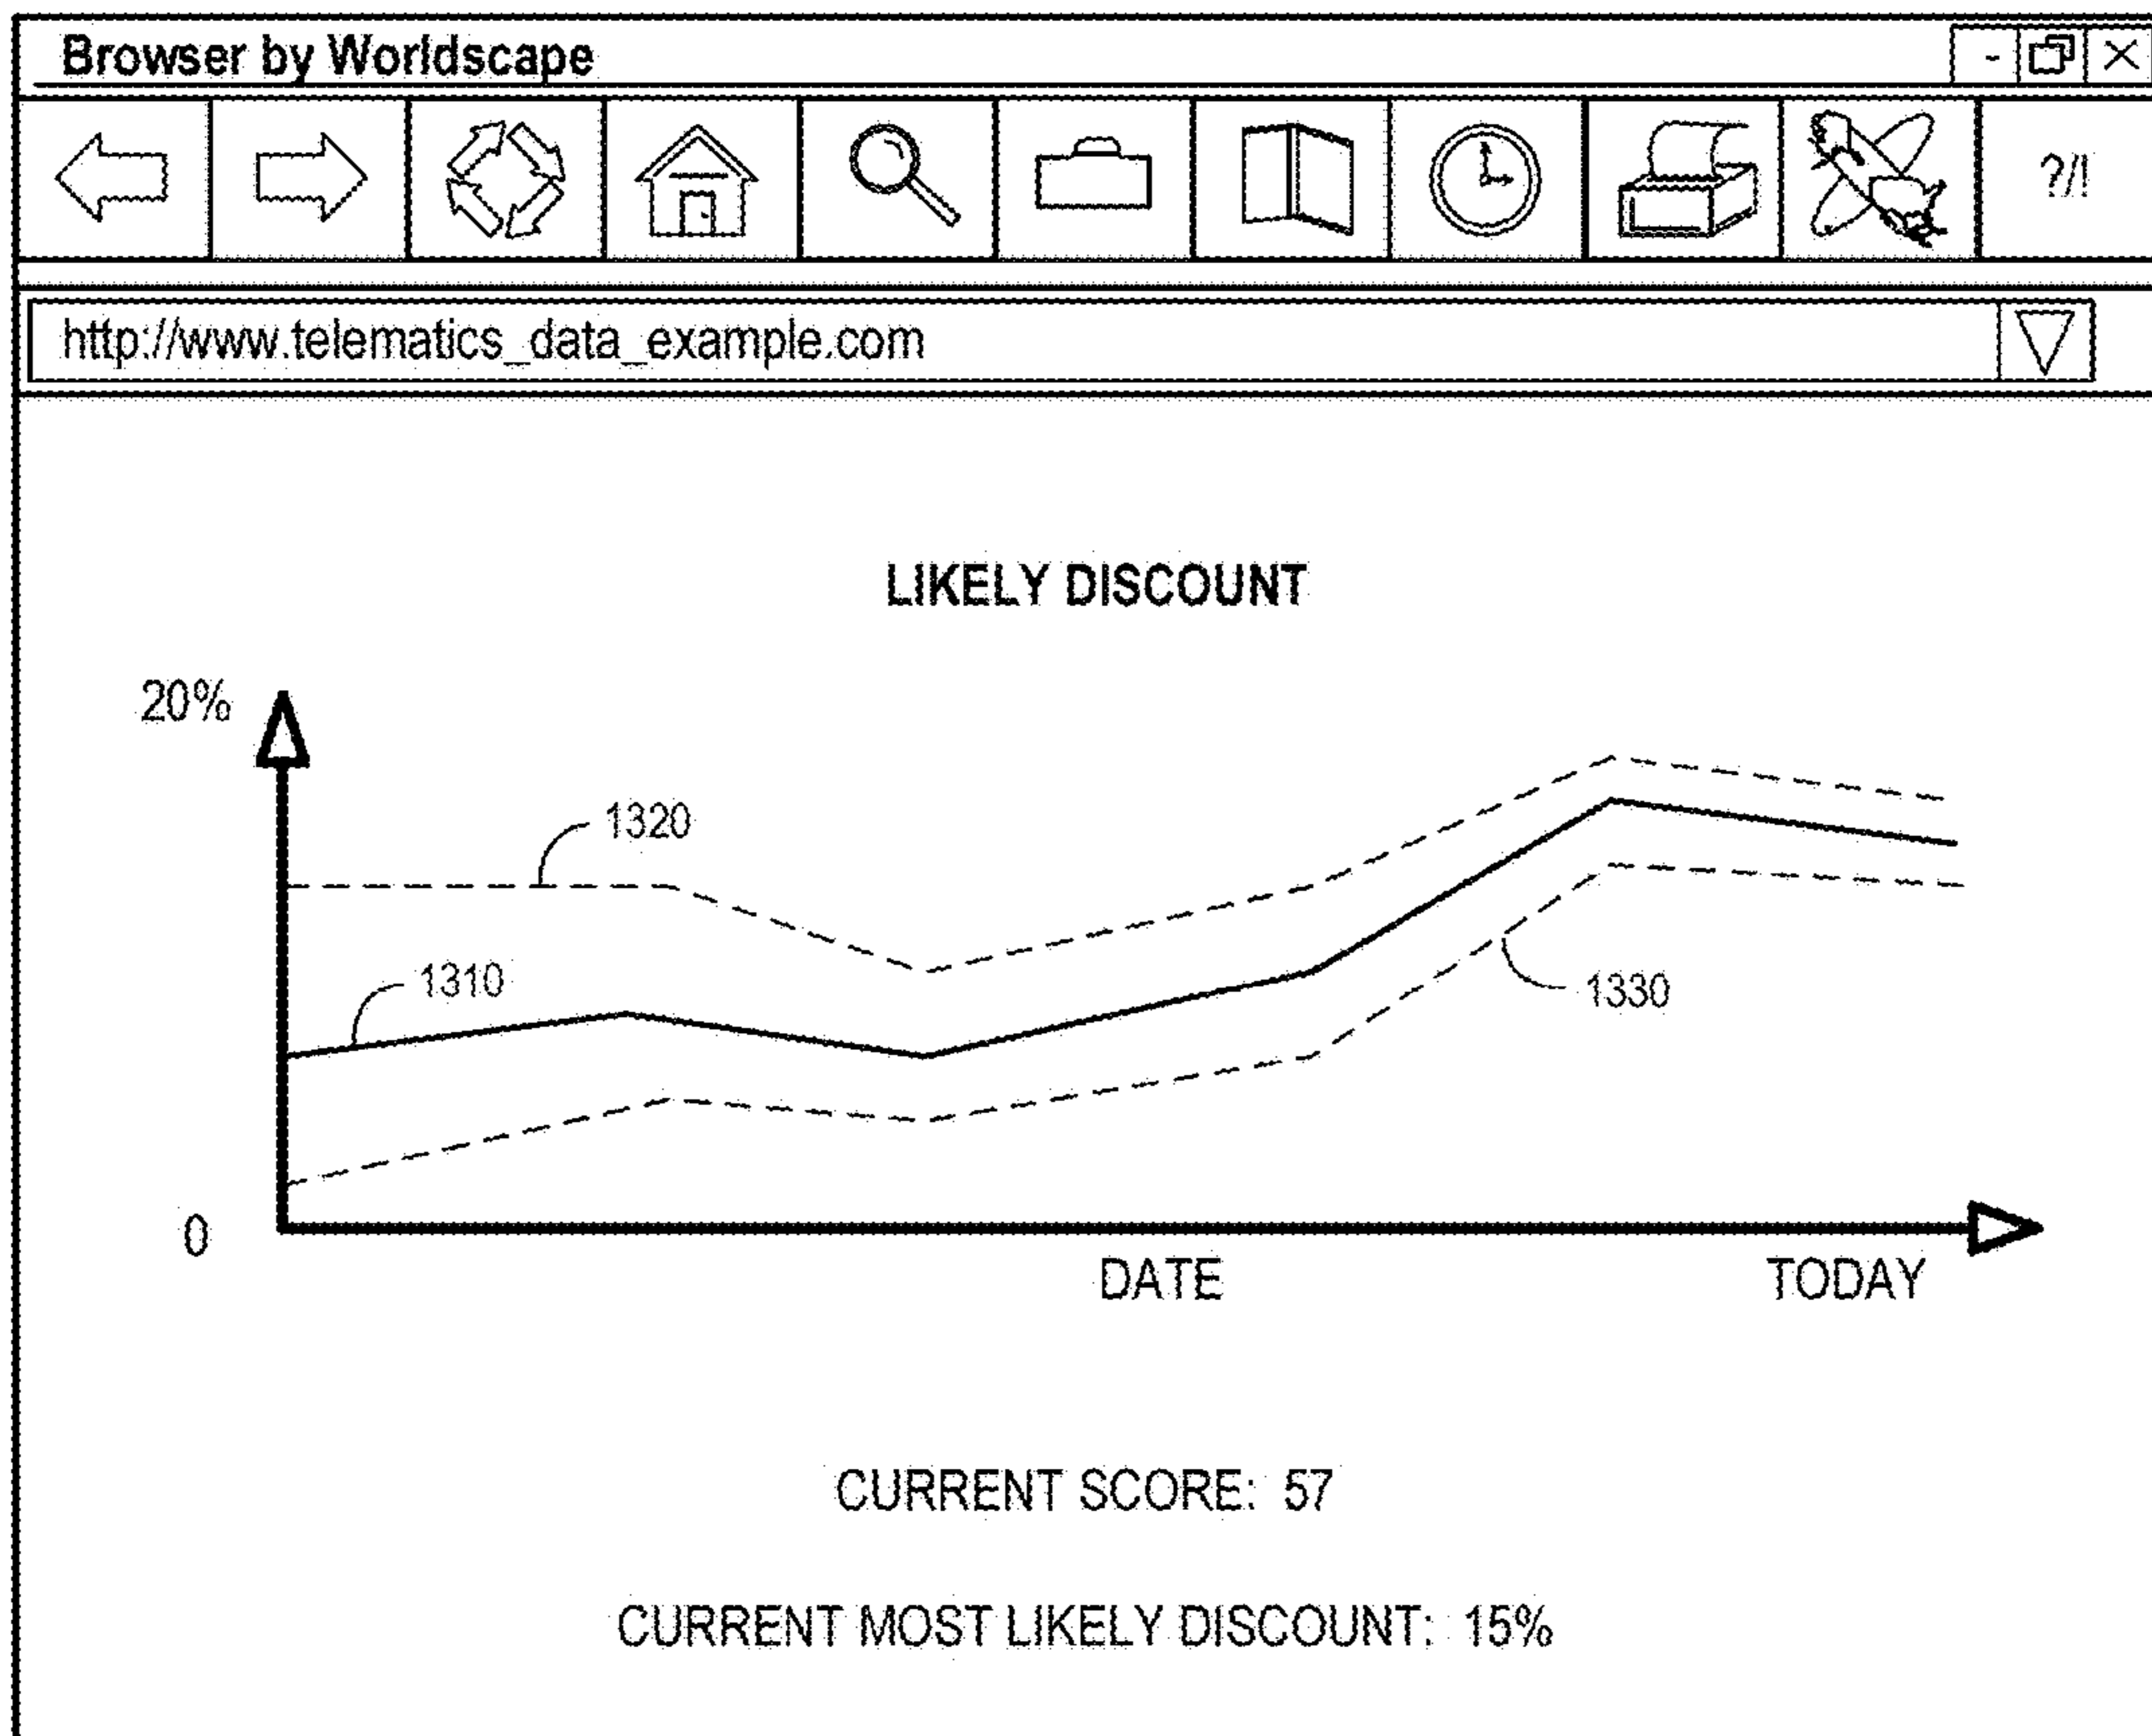 Browser by Worldscape
?/!
http://www.telematics_data_example.com
LIKELY DISCOUNT
20%
1320
1310
1330
0
DATE
TODAY
CURRENT SCORE: 57
CURRENT MOST LIKELY DISCOUNT: 15%